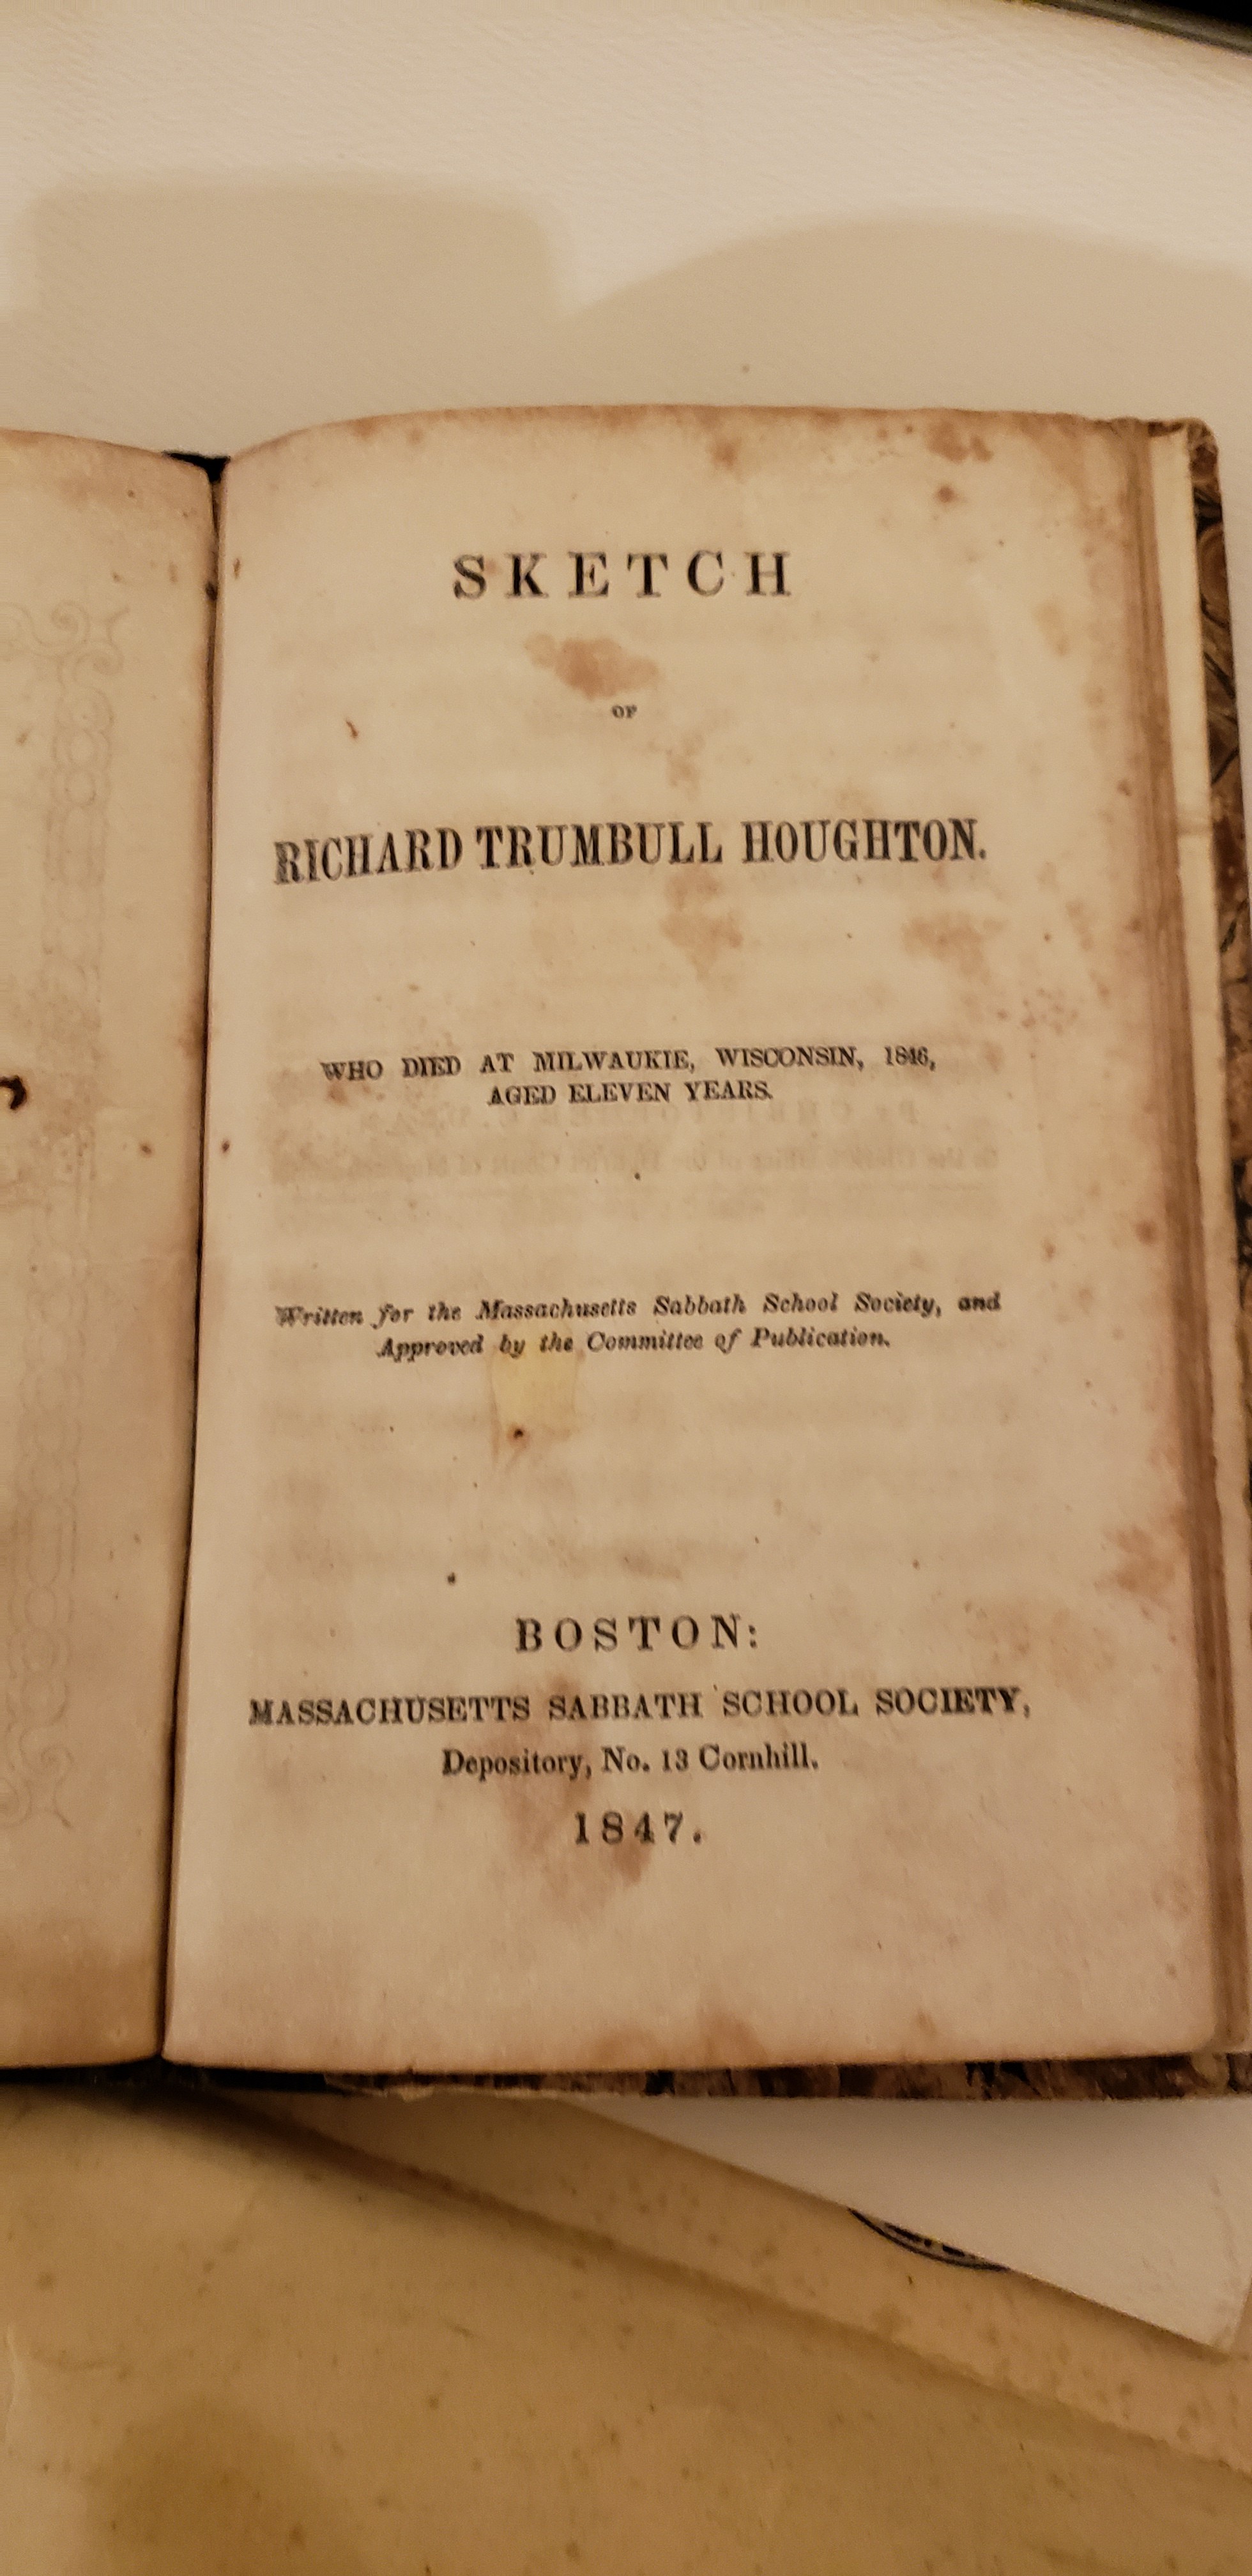 SKETCH
OF
RICHARD TRUMBULL HOUGHTON.
WHO DIED AT MILWAUKIE, WISCONSIN, 1846,
AGED ELEVEN YEARS.
Written for the Massachusetts Sabbath School Society, and
Approved by the Committee of Publication.
BOSTON:
MASSACHUSETTS SABBATH SCHOOL SOCIETY,
Depository, No. 13 Cornhill.
1847.